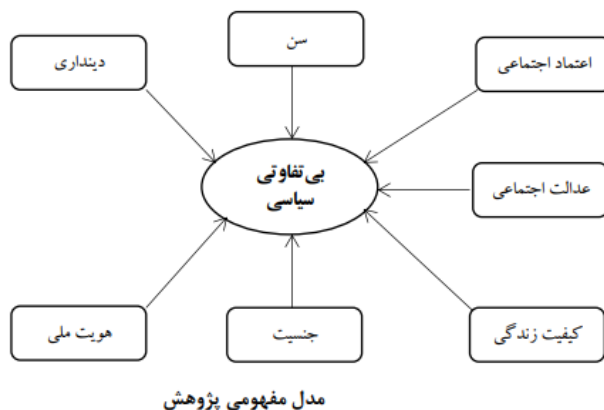 سن
اعتماد اجتماعی
دینداری
بی‌تفاوتی
سیاسی
عدالت اجتماعی
کیفیت زندگی
جنسیت
هویت ملی
مدل مفهومی پژوهش